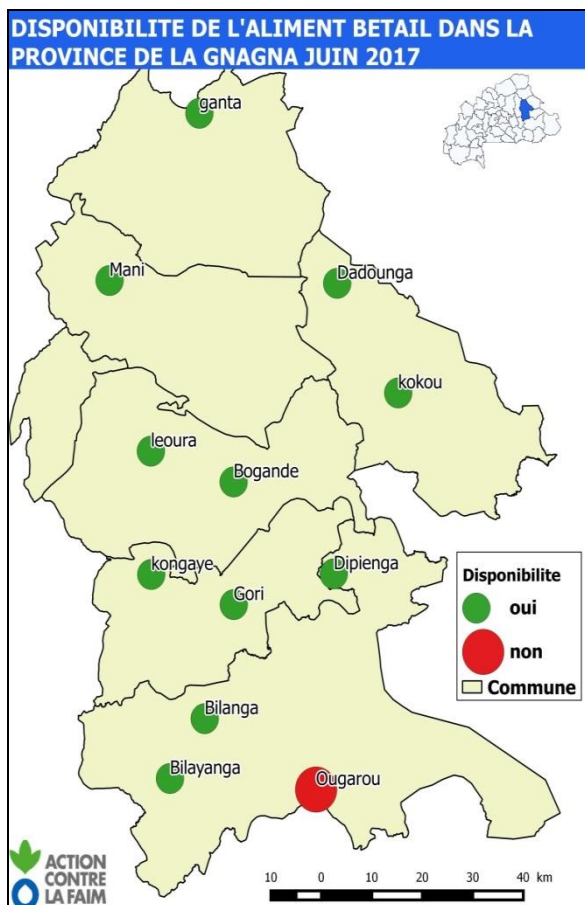 DISPONIBILITE DE L'ALIMENT BETAIL DANS LA
PROVINCE DE LA GNAGNA JUIN 2017
ganta
Mani
Dadounga
kokou
leoura
Bogande
kongaye
Dipienga
Gori
Disponibilite
oui
non
Commune
Bilanga
Bilayanga
Ougarou
ACTION
CONTRE
LA FAIM
10 0 10 20 30 40 km